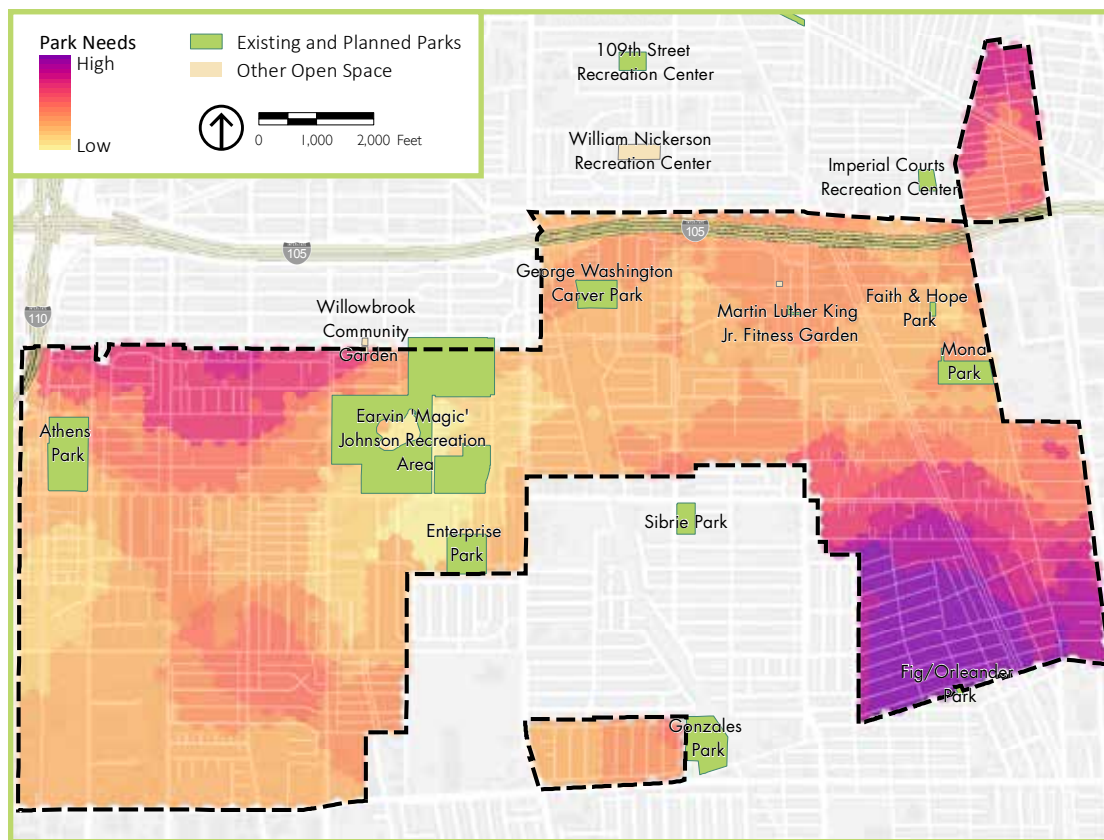 Park Needs
High
Low
Existing and Planned Parks
Other Open Space
0 1,000 2,000 Feet
109th Street
Recreation Center
William Nickerson
Recreation Center
Imperial Courts
Recreation Center
105
105
110
George Washington
Carver Park
Martin Luther King
Jr. Fitness Garden
Faith & Hope
Park
Mona
Park
Willowbrook
Community
Garden
Athens
Park
Earvin 'Magic'
Johnson Recreation
Area
Enterprise
Park
Sibrie Park
Fig/Orleander
Park
Gonzales
Park